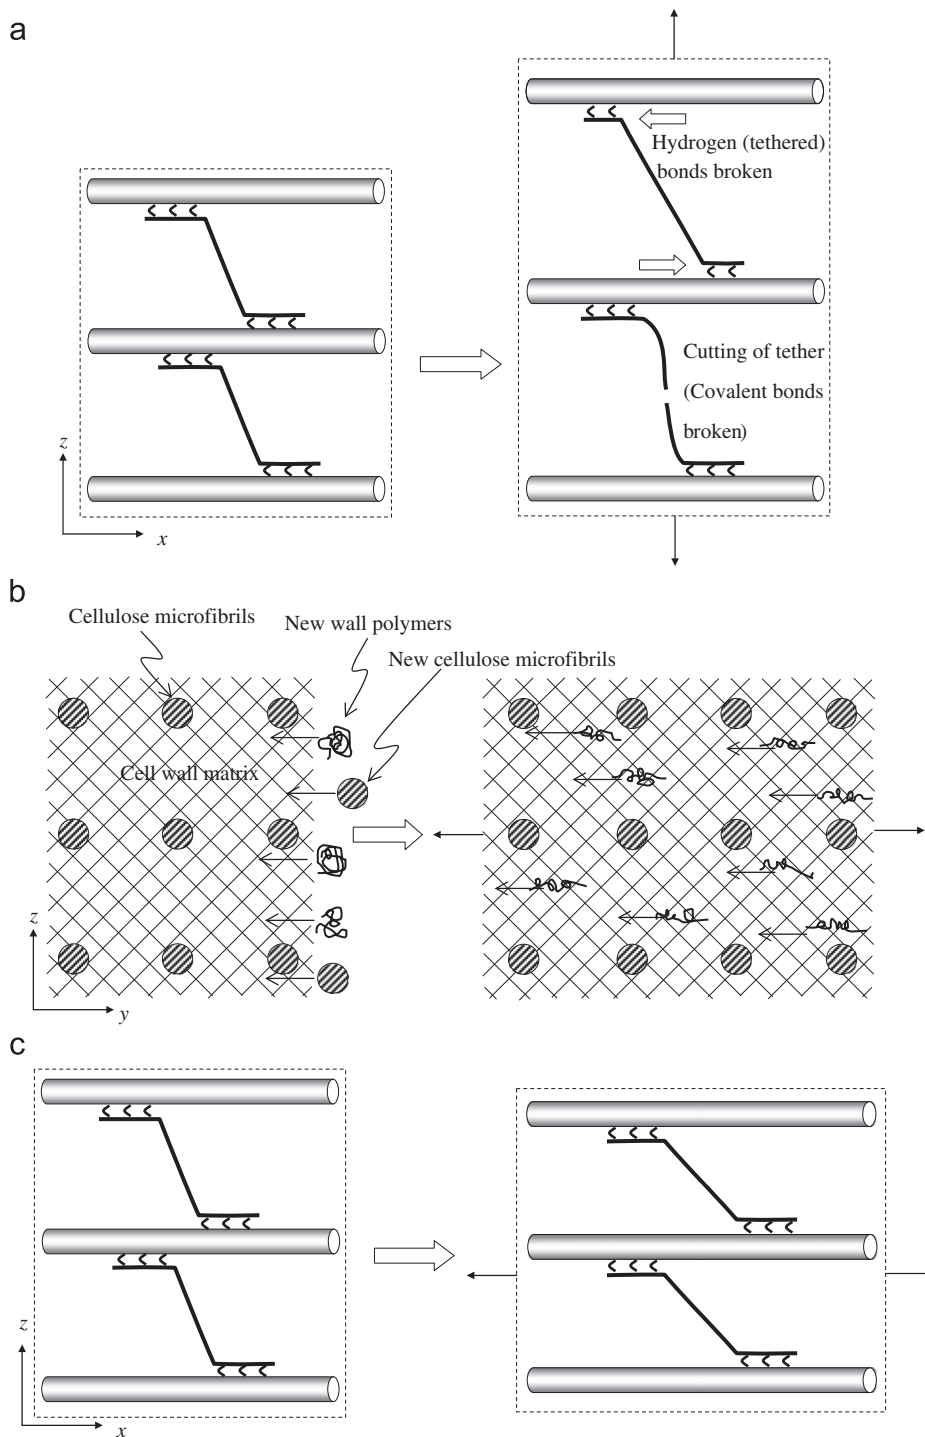 a
Hydrogen (tethered)
bonds broken
Cutting of tether
(Covalent bonds
broken)
z
x
b
Cellulose microfibrils
New wall polymers
New cellulose microfibrils
Cell wall matrix
z
y
c
z
x